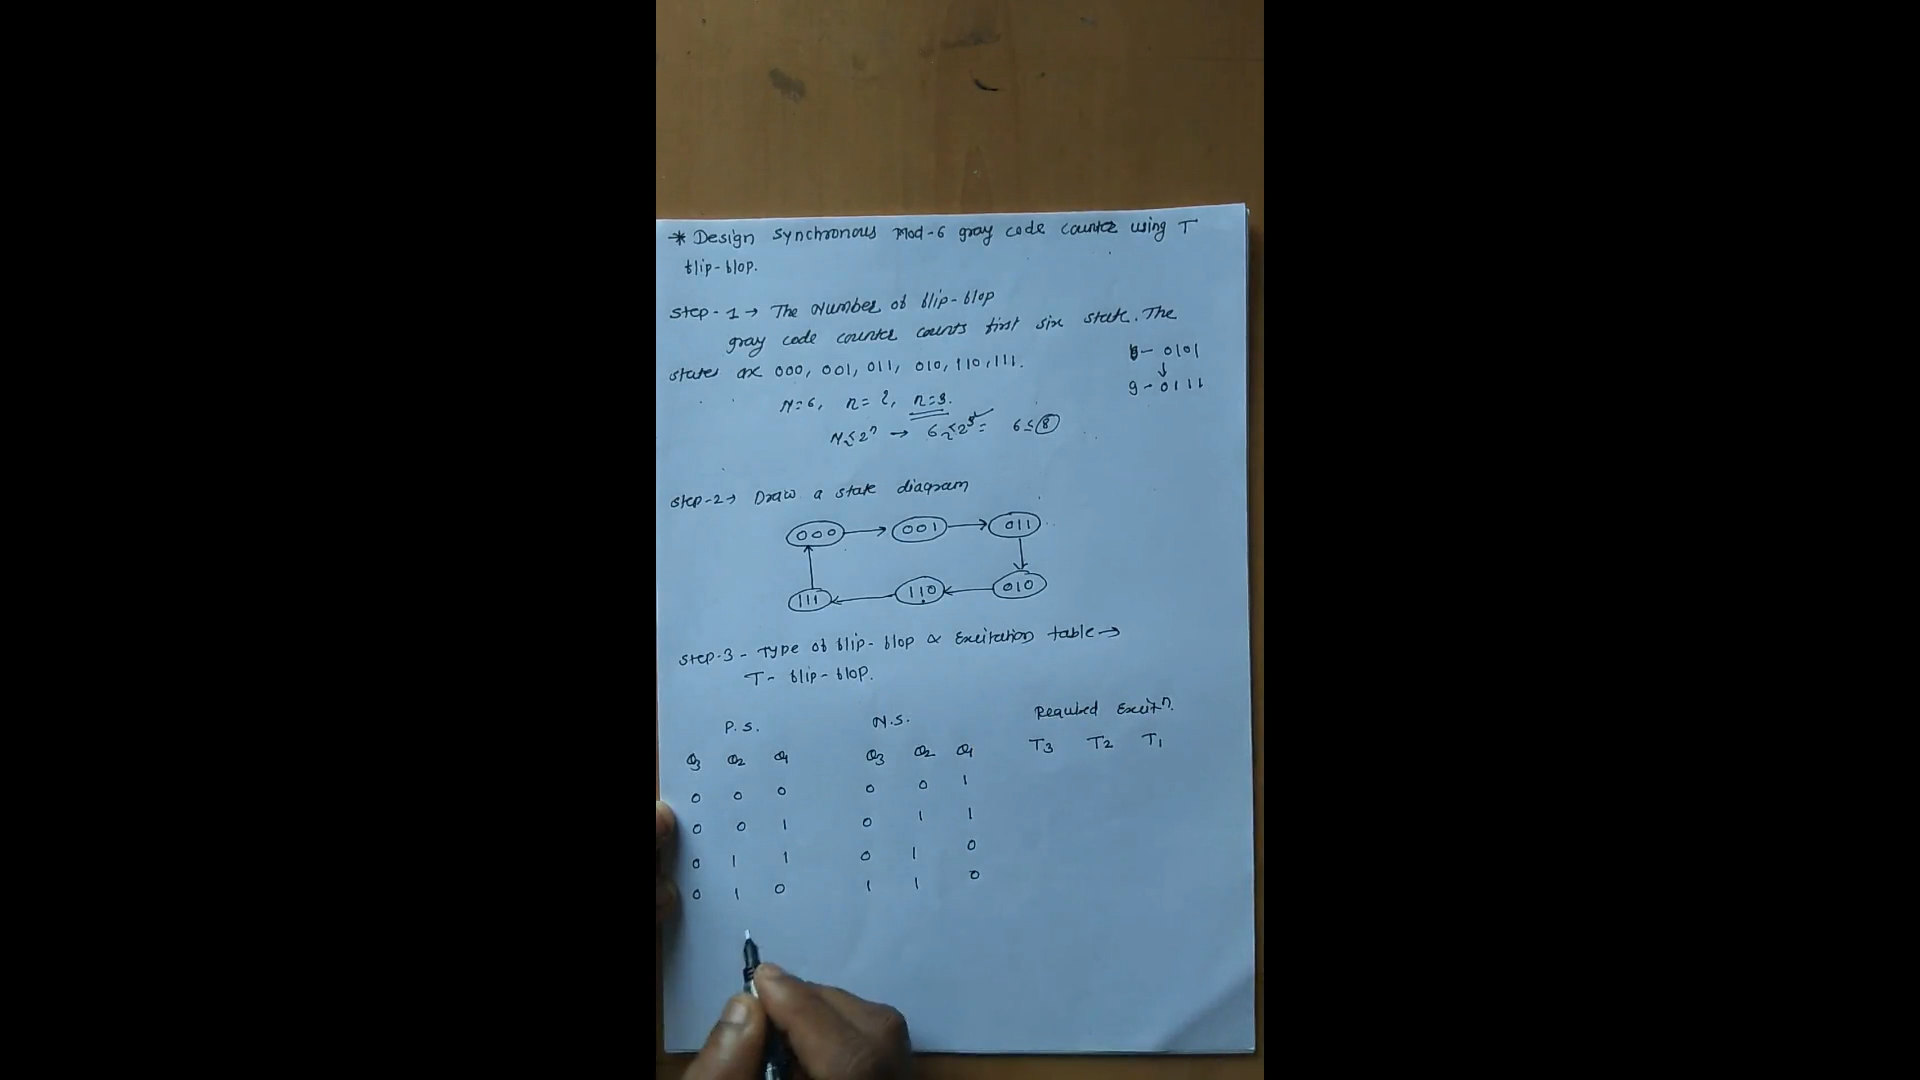 * Design synchronous Mod-6 gray code counter using T
flip-flop.
Step-1 → The Number of flip-flop
gray code counter counts first six state. The
states are 000, 001, 011, 010, 110, 111.
b- 0101
↓
g - 0111
N=6, n= ?, n=3.
N≤2ⁿ → 6≤2³ = 6≤8
Step-2→ Draw a state diagram
000 → 001 → 011
111 ← 110 ← 010
Step-3 - Type of flip-flop & Excitation table→
T- flip-flop.
P.S. N.S. Required Excitⁿ.
Q3 Q2 Q1 Q3 Q2 Q1 T3 T2 T1
0 0 0 0 0 1
0 0 1 0 1 1
0 1 1 0 1 0
0 1 0 1 1 0